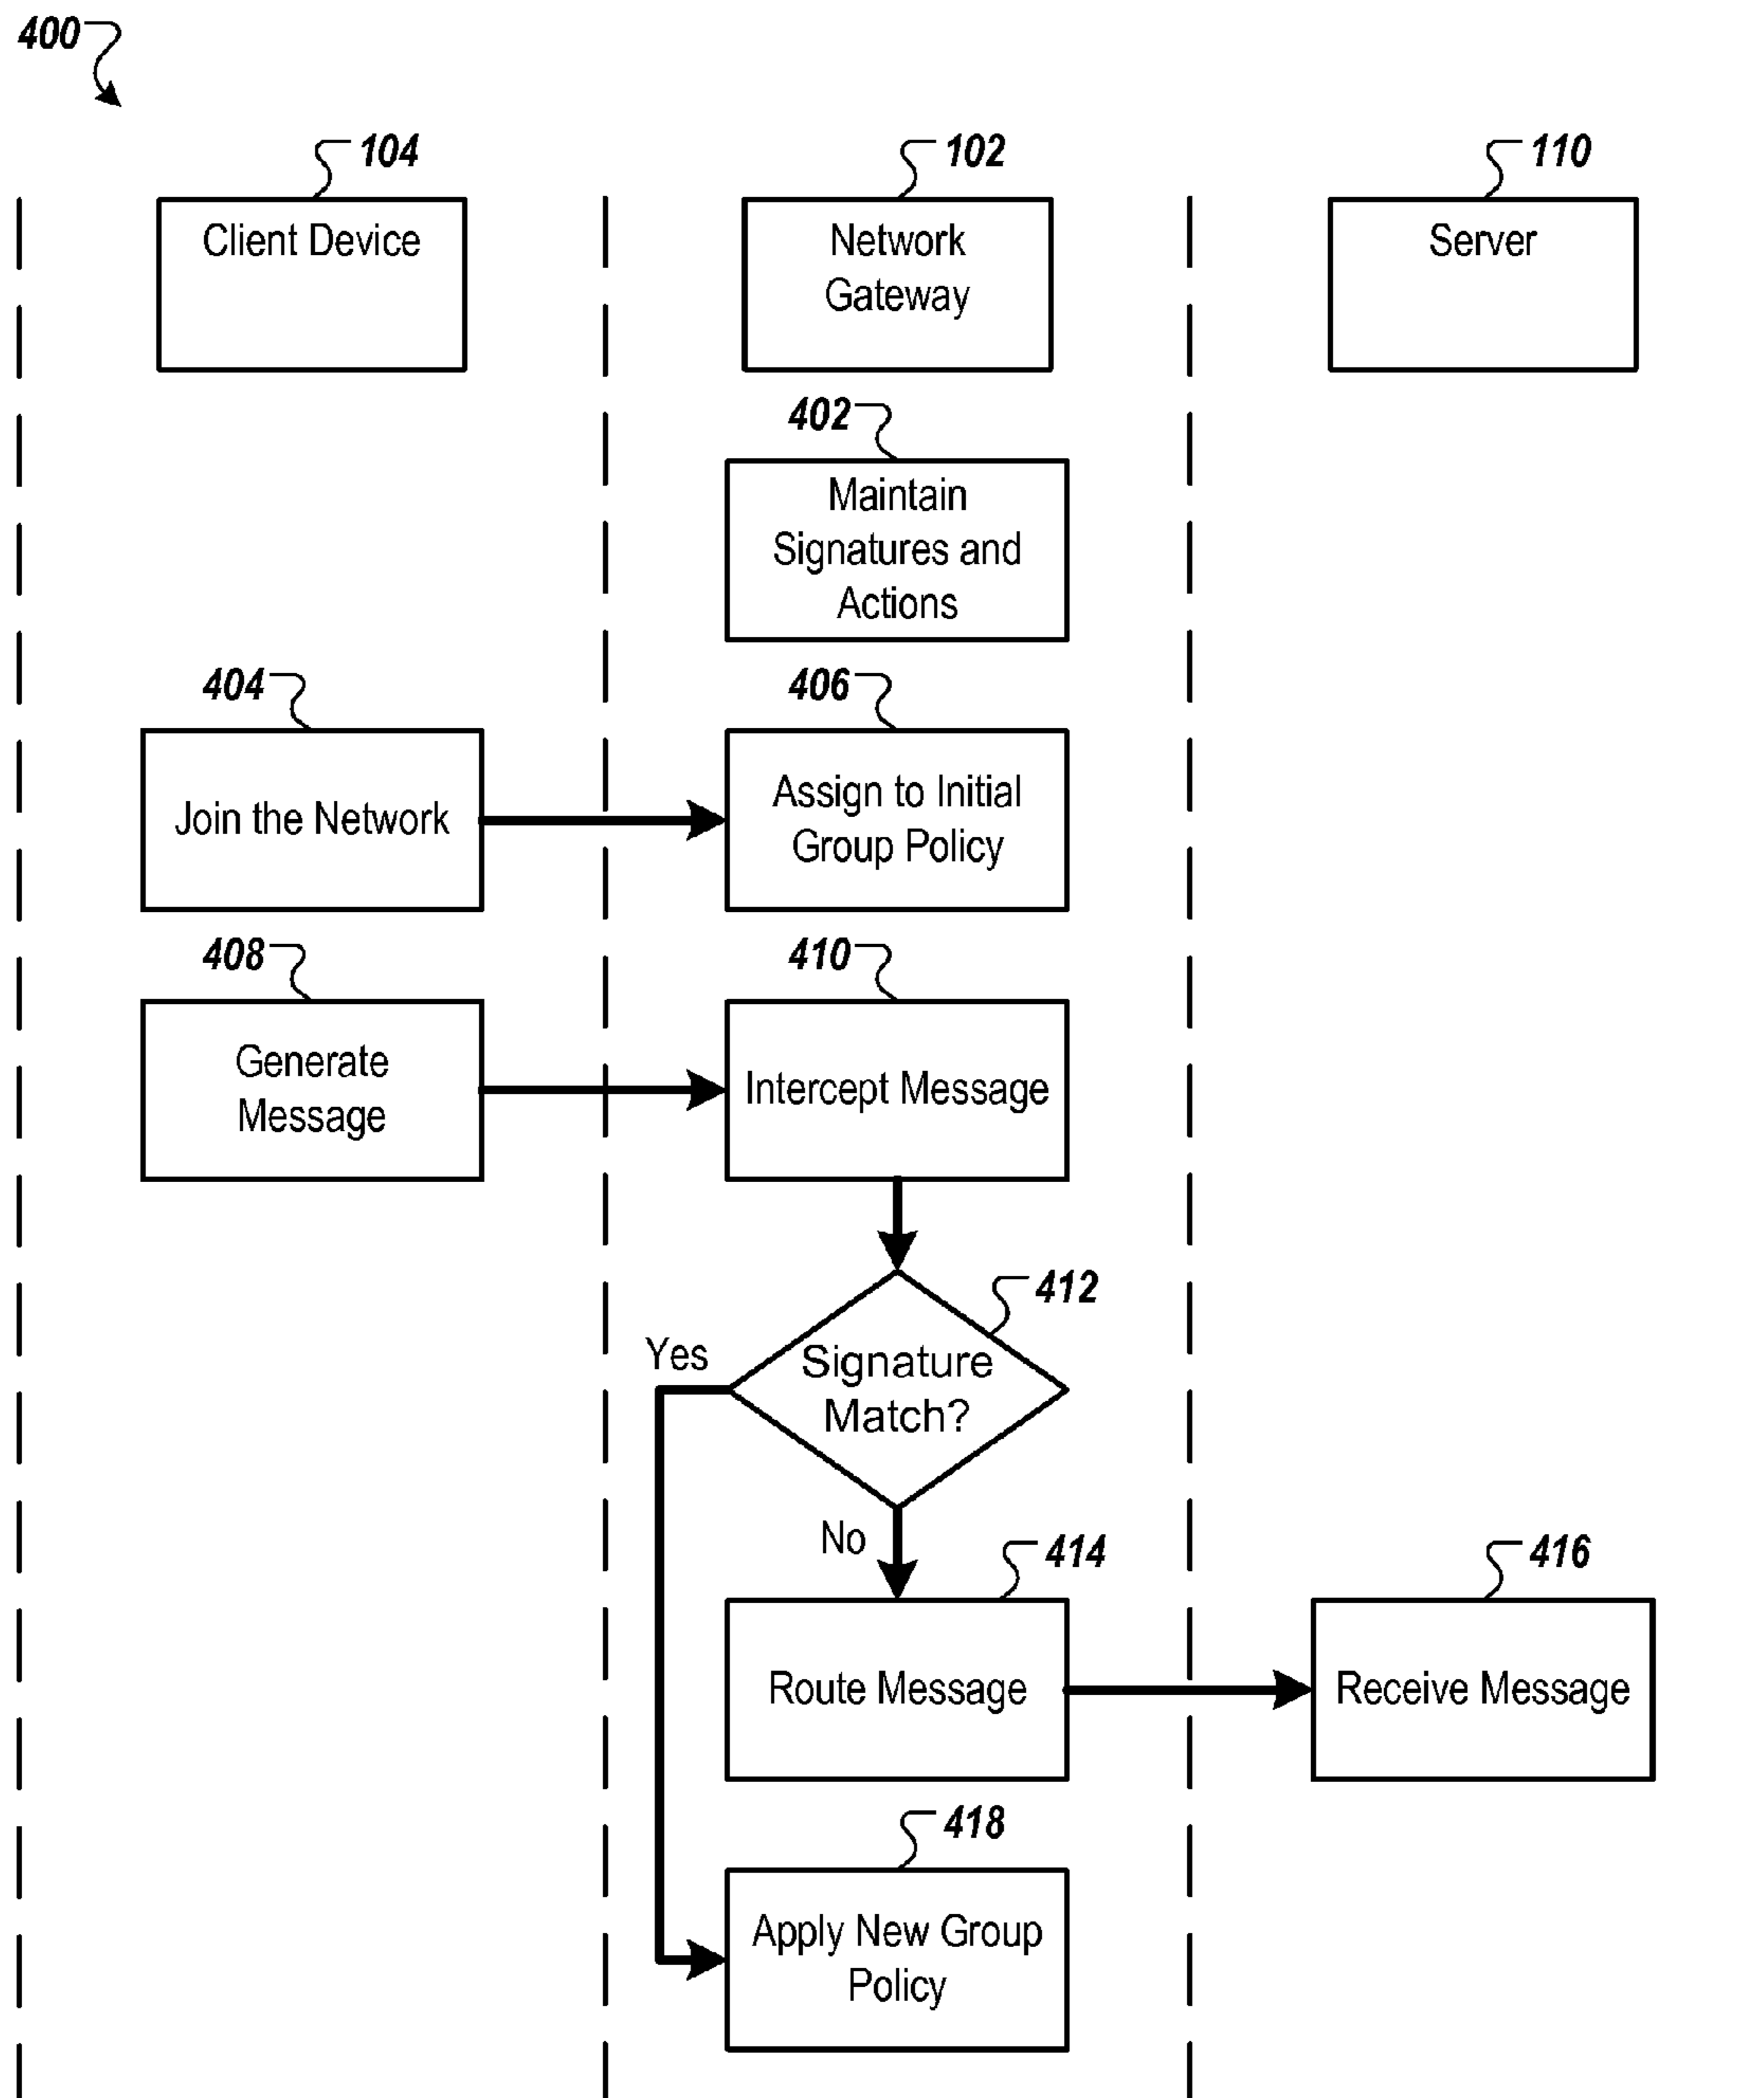 400
104
102
110
Client Device
Network
Gateway
Server
402
Maintain
Signatures and
Actions
404
406
Join the Network
Assign to Initial
Group Policy
408
410
Generate
Message
Intercept Message
412
Yes
Signature
Match?
No
414
416
Route Message
Receive Message
418
Apply New Group
Policy